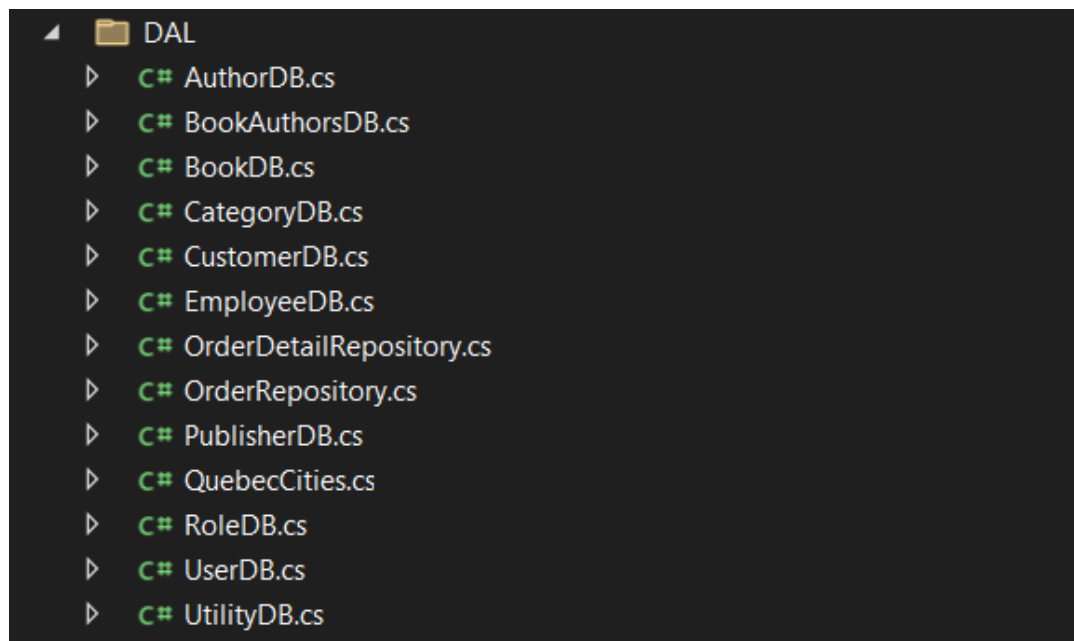 DAL
C# AuthorDB.cs
C# BookAuthorsDB.cs
C# BookDB.cs
C# CategoryDB.cs
C# CustomerDB.cs
C# EmployeeDB.cs
C# OrderDetailRepository.cs
C# OrderRepository.cs
C# PublisherDB.cs
C# QuebecCities.cs
C# RoleDB.cs
C# UserDB.cs
C# UtilityDB.cs